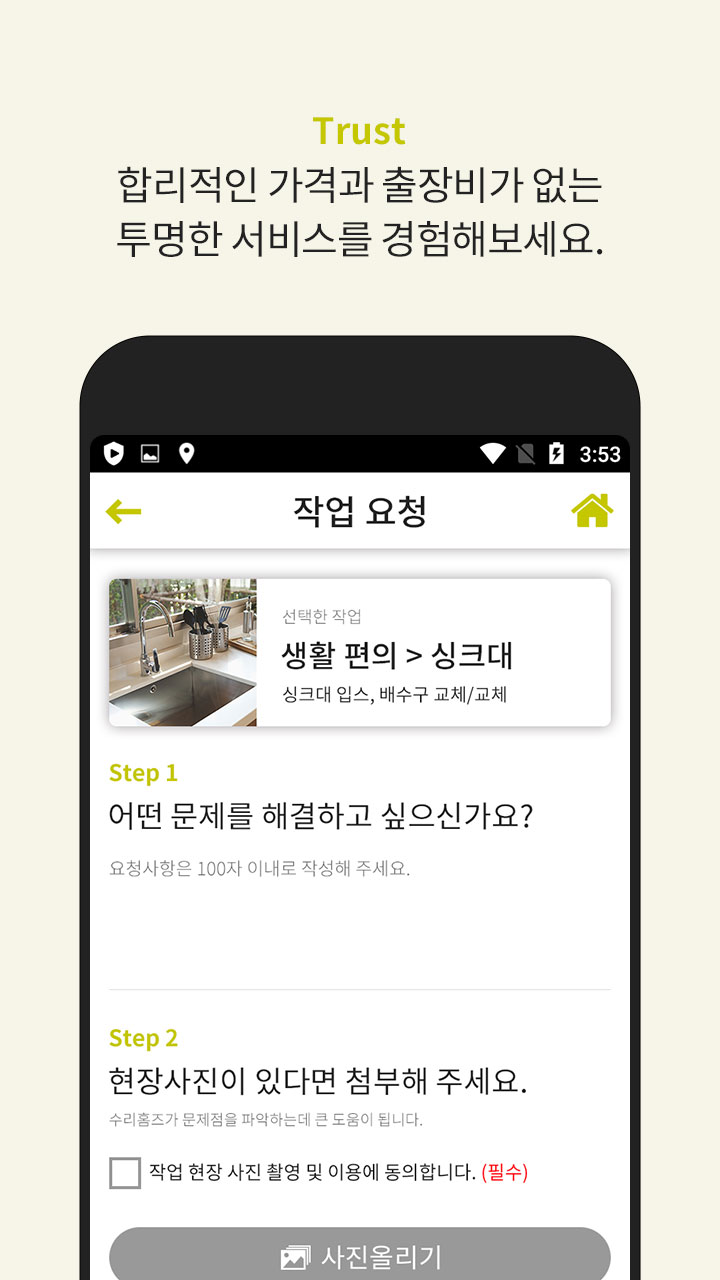 Trust
합리적인 가격과 출장비가 없는
투명한 서비스를 경험해보세요.
3:53
작업 요청
선택한 작업
생활 편의 > 싱크대
싱크대 입스, 배수구 교체/교체
Step 1
어떤 문제를 해결하고 싶으신가요?
요청사항은 100자 이내로 작성해 주세요.
Step 2
현장사진이 있다면 첨부해 주세요.
수리홈즈가 문제점을 파악하는데 큰 도움이 됩니다.
작업 현장 사진 촬영 및 이용에 동의합니다. (필수)
사진올리기